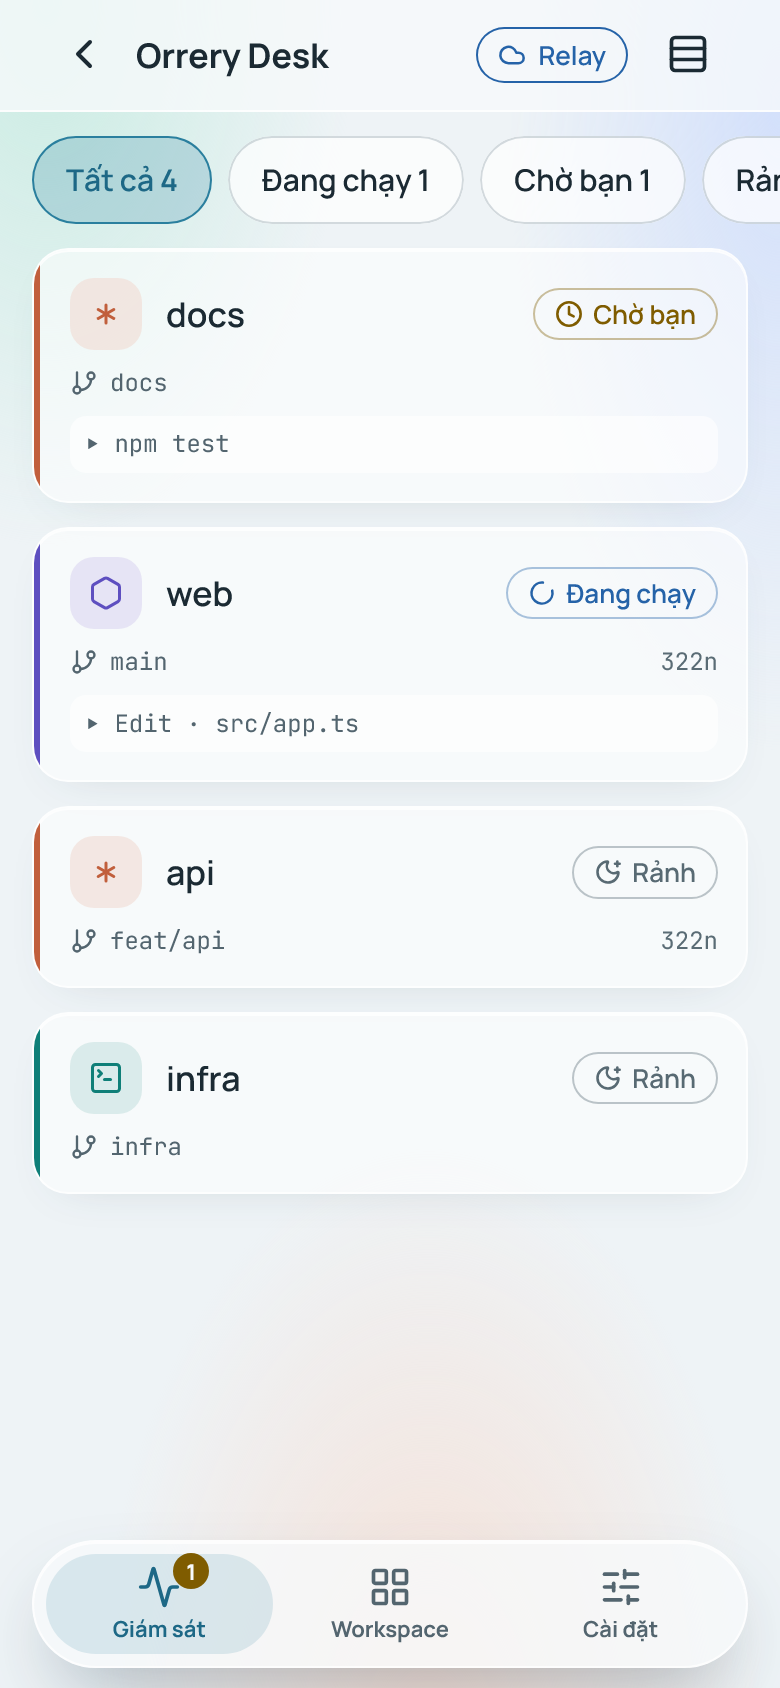 Orrery Desk
Relay
Tất cả 4
Đang chạy 1
Chờ bạn 1
docs
Chờ bạn
docs
npm test
web
Đang chạy
main
322n
Edit · src/app.ts
api
Rảnh
feat/api
322n
infra
Rảnh
infra
1
Giám sát
Workspace
Cài đặt